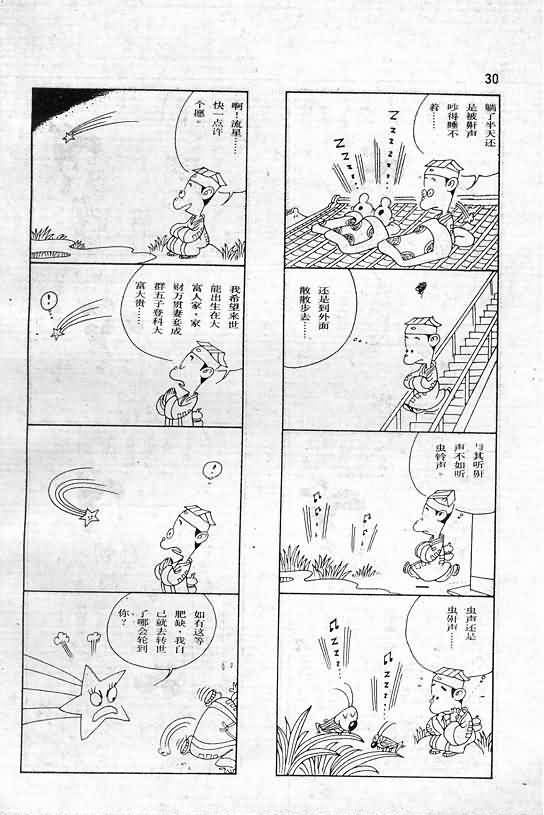 30
躺了半天还
是被鼾声
吵得睡不
着……
还是到外面
散散步去……
与其听鼾
声不如听
虫铃声。
虫声还是
虫鼾声……
啊！流星……
快一点许
个愿。
我希望来世
能出生在大
富人家，家
财万贯妻妾成
群五子登科大
富大贵……
!
!
如有这等
肥缺，我自
己就去转世
了哪会轮到
你？
ZZZZ
ZZZZ
ZZZZ
ZZZ